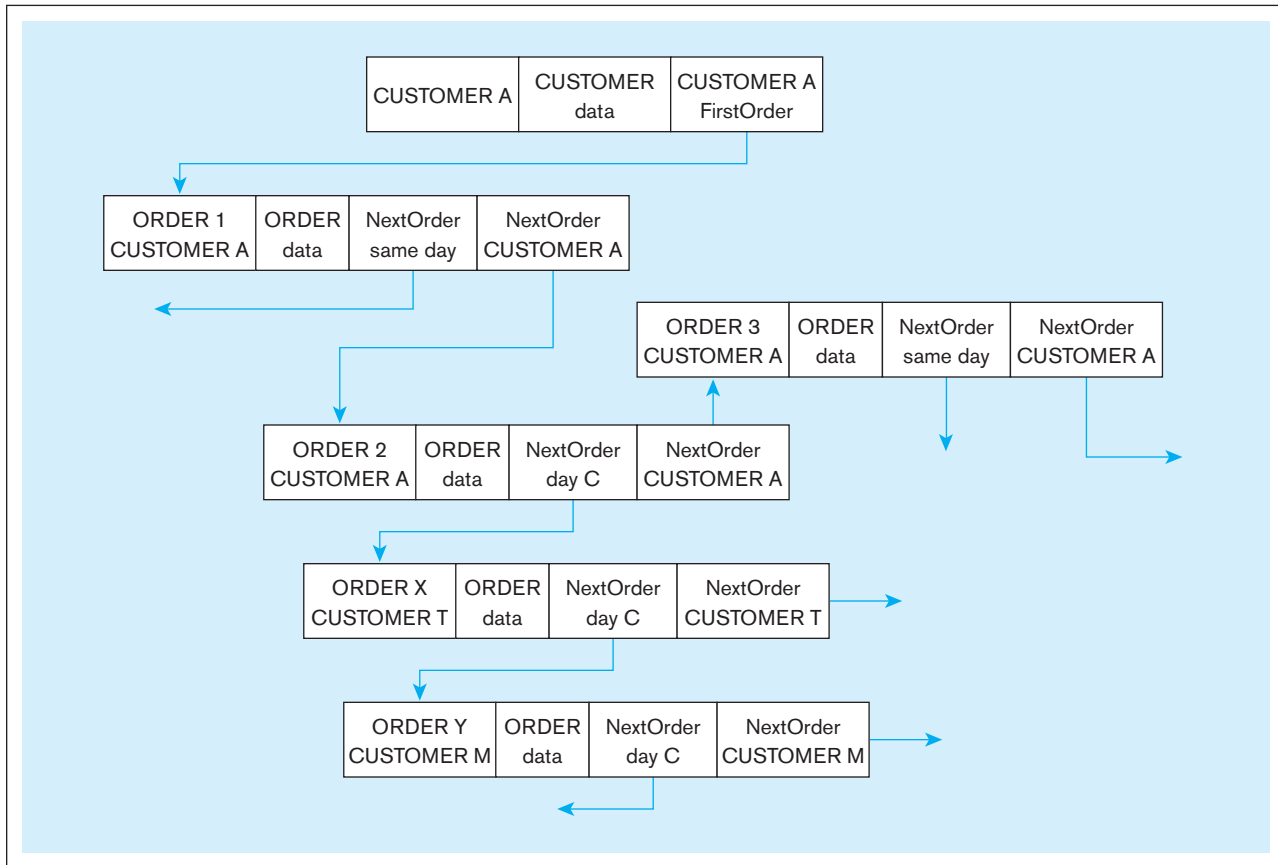 CUSTOMER A
CUSTOMER
data
CUSTOMER A
FirstOrder
ORDER 1
CUSTOMER A
ORDER
data
NextOrder
same day
NextOrder
CUSTOMER A
ORDER 3
CUSTOMER A
ORDER
data
NextOrder
same day
NextOrder
CUSTOMER A
ORDER 2
CUSTOMER A
ORDER
data
NextOrder
day C
NextOrder
CUSTOMER A
ORDER X
CUSTOMER T
ORDER
data
NextOrder
day C
NextOrder
CUSTOMER T
ORDER Y
CUSTOMER M
ORDER
data
NextOrder
day C
NextOrder
CUSTOMER M